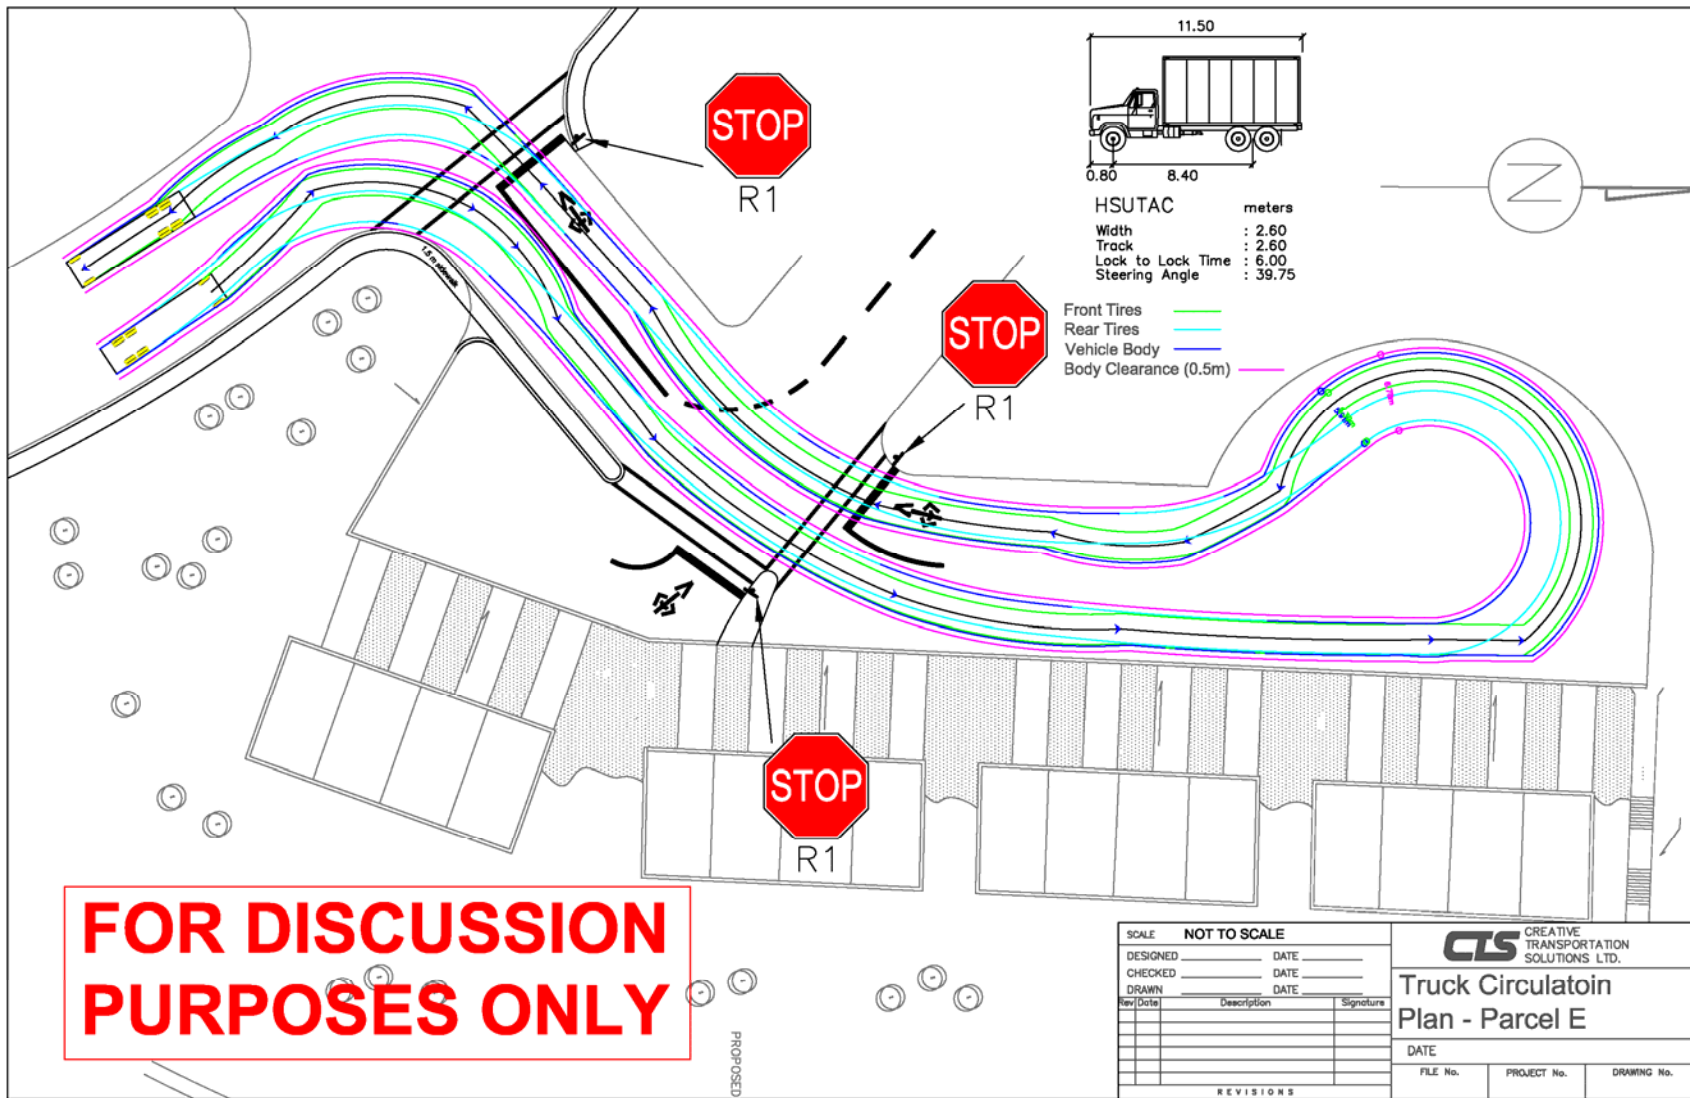 11.50
STOP
R1
0.80
8.40
N
HSUTAC meters
Width : 2.60
Track : 2.60
Lock to Lock Time : 6.00
Steering Angle : 39.75
1.5 m sidewalk
STOP
R1
Front Tires
Rear Tires
Vehicle Body
Body Clearance (0.5m)
STOP
R1
FOR DISCUSSION
PURPOSES ONLY
PROPOSED
SCALE NOT TO SCALE
DESIGNED DATE
CHECKED DATE
DRAWN DATE
Rev Date Description Signature
REVISIONS
CTS CREATIVE
TRANSPORTATION
SOLUTIONS LTD.
Truck Circulatoin
Plan - Parcel E
DATE
FILE No. PROJECT No. DRAWING No.